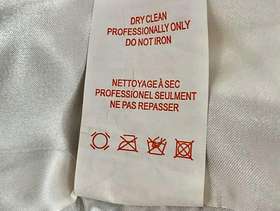 DRY CLEAN
PROFESSIONALLY ONLY
DO NOT IRON
NETTOYAGE À SEC
PROFESSIONEL SEULMENT
NE PAS REPASSER